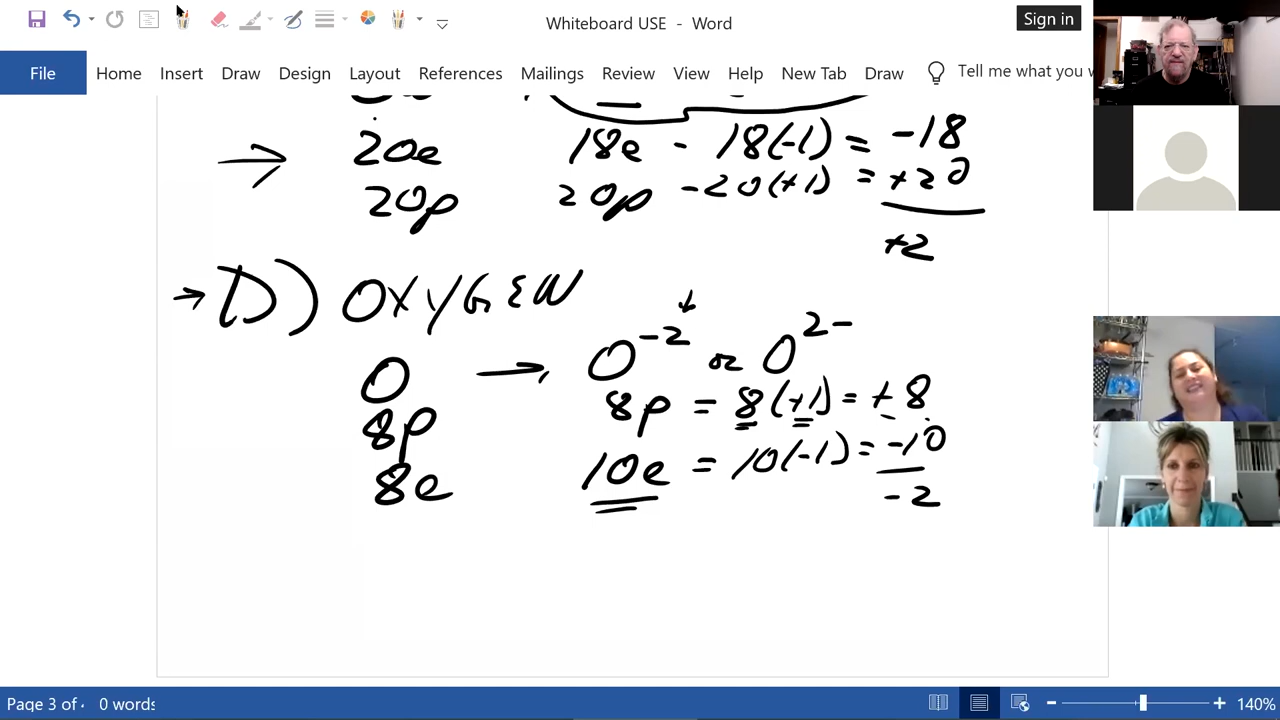 Whiteboard USE - Word
Sign in
File Home Insert Draw Design Layout References Mailings Review View Help New Tab Draw Tell me what you w
20e 18e - 18(-1) = -18
20p 20p - 20(+1) = +20
+2
→ D) OXYGEN
O → O⁻² or O²⁻
8p 8p = 8(+1) = +8
8e 10e = 10(-1) = -10
-2
Page 3 of 0 words 140%